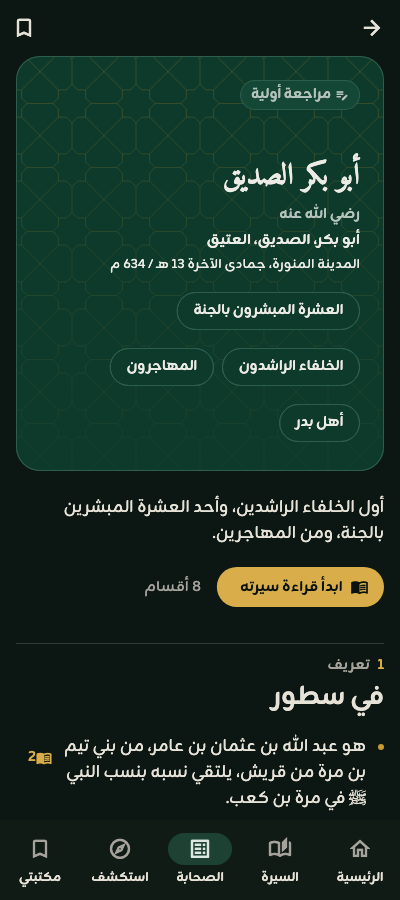 مراجعة أولية
أبو بكر الصديق
رضي الله عنه
أبو بكر، الصديق، العتيق
المدينة المنورة، جمادى الآخرة 13 هـ / 634 م
العشرة المبشرون بالجنة
الخلفاء الراشدون
المهاجرون
أهل بدر
أول الخلفاء الراشدين، وأحد العشرة المبشرين
بالجنة، ومن المهاجرين.
ابدأ قراءة سيرته
8 أقسام
1 تعريف
في سطور
هو عبد الله بن عثمان بن عامر، من بني تيم
بن مرة من قريش، يلتقي نسبه بنسب النبي
ﷺ في مرة بن كعب.
2
الرئيسية
السيرة
الصحابة
استكشف
مكتبتي